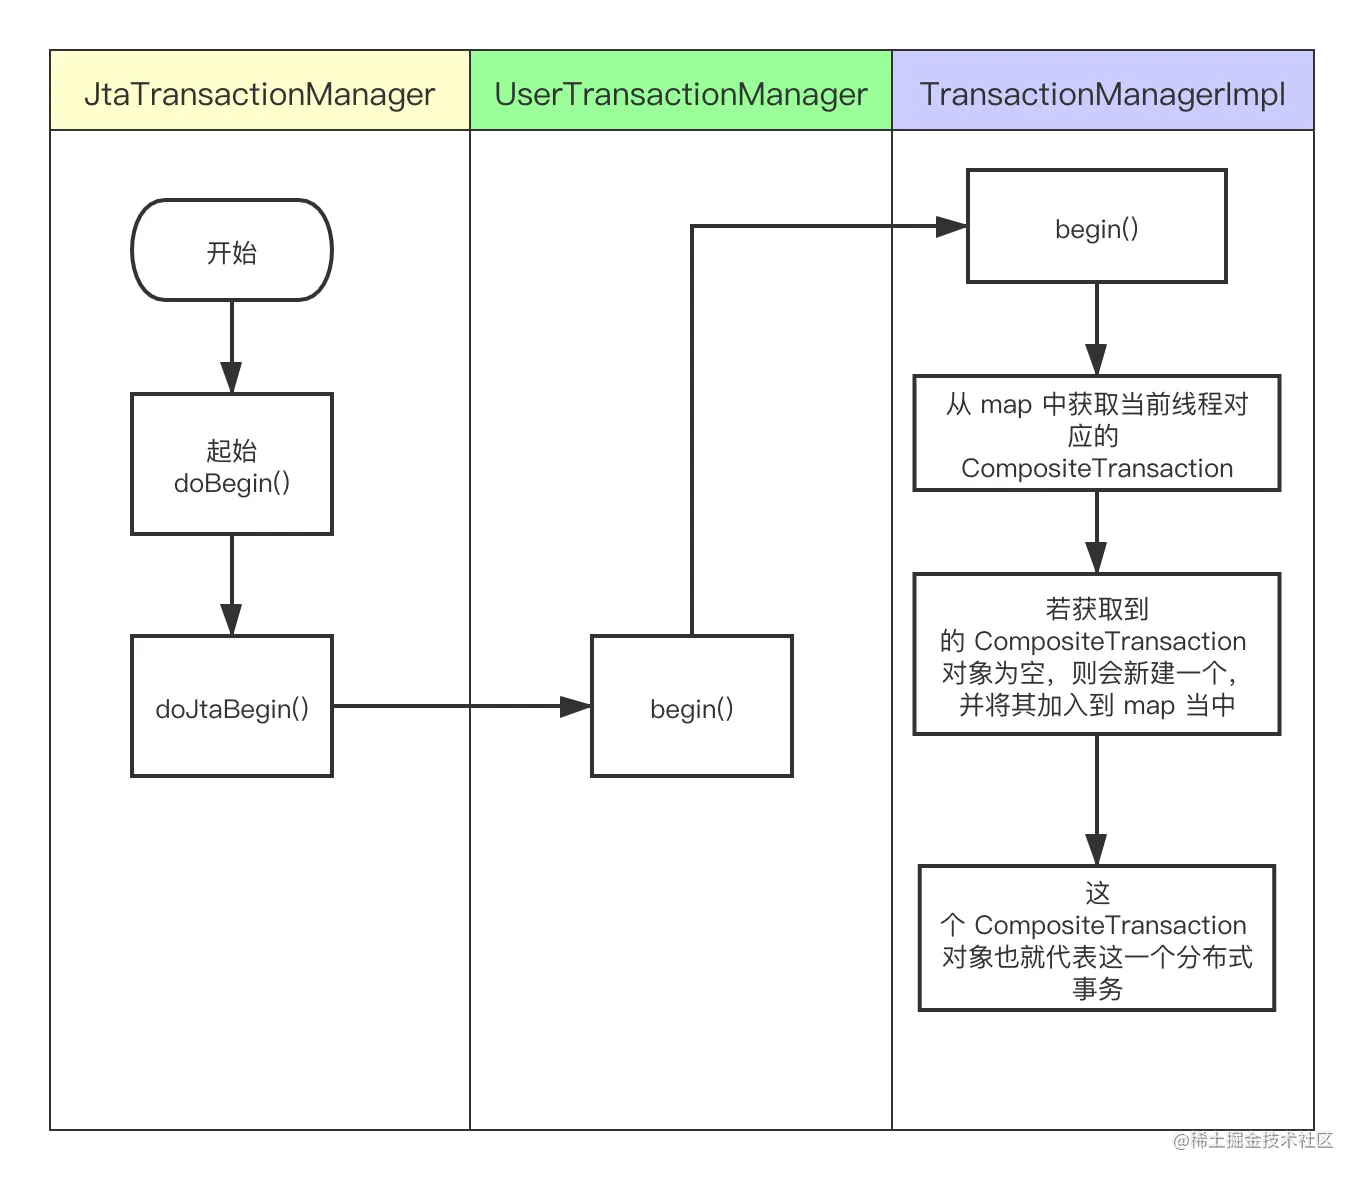 JtaTransactionManager
UserTransactionManager
TransactionManagerImpl
开始
起始
doBegin()
doJtaBegin()
begin()
begin()
从 map 中获取当前线程对
应的
CompositeTransaction
若获取到
的 CompositeTransaction
对象为空，则会新建一个，
并将其加入到 map 当中
这
个 CompositeTransaction
对象也就代表这一个分布式
事务
@稀土掘金技术社区